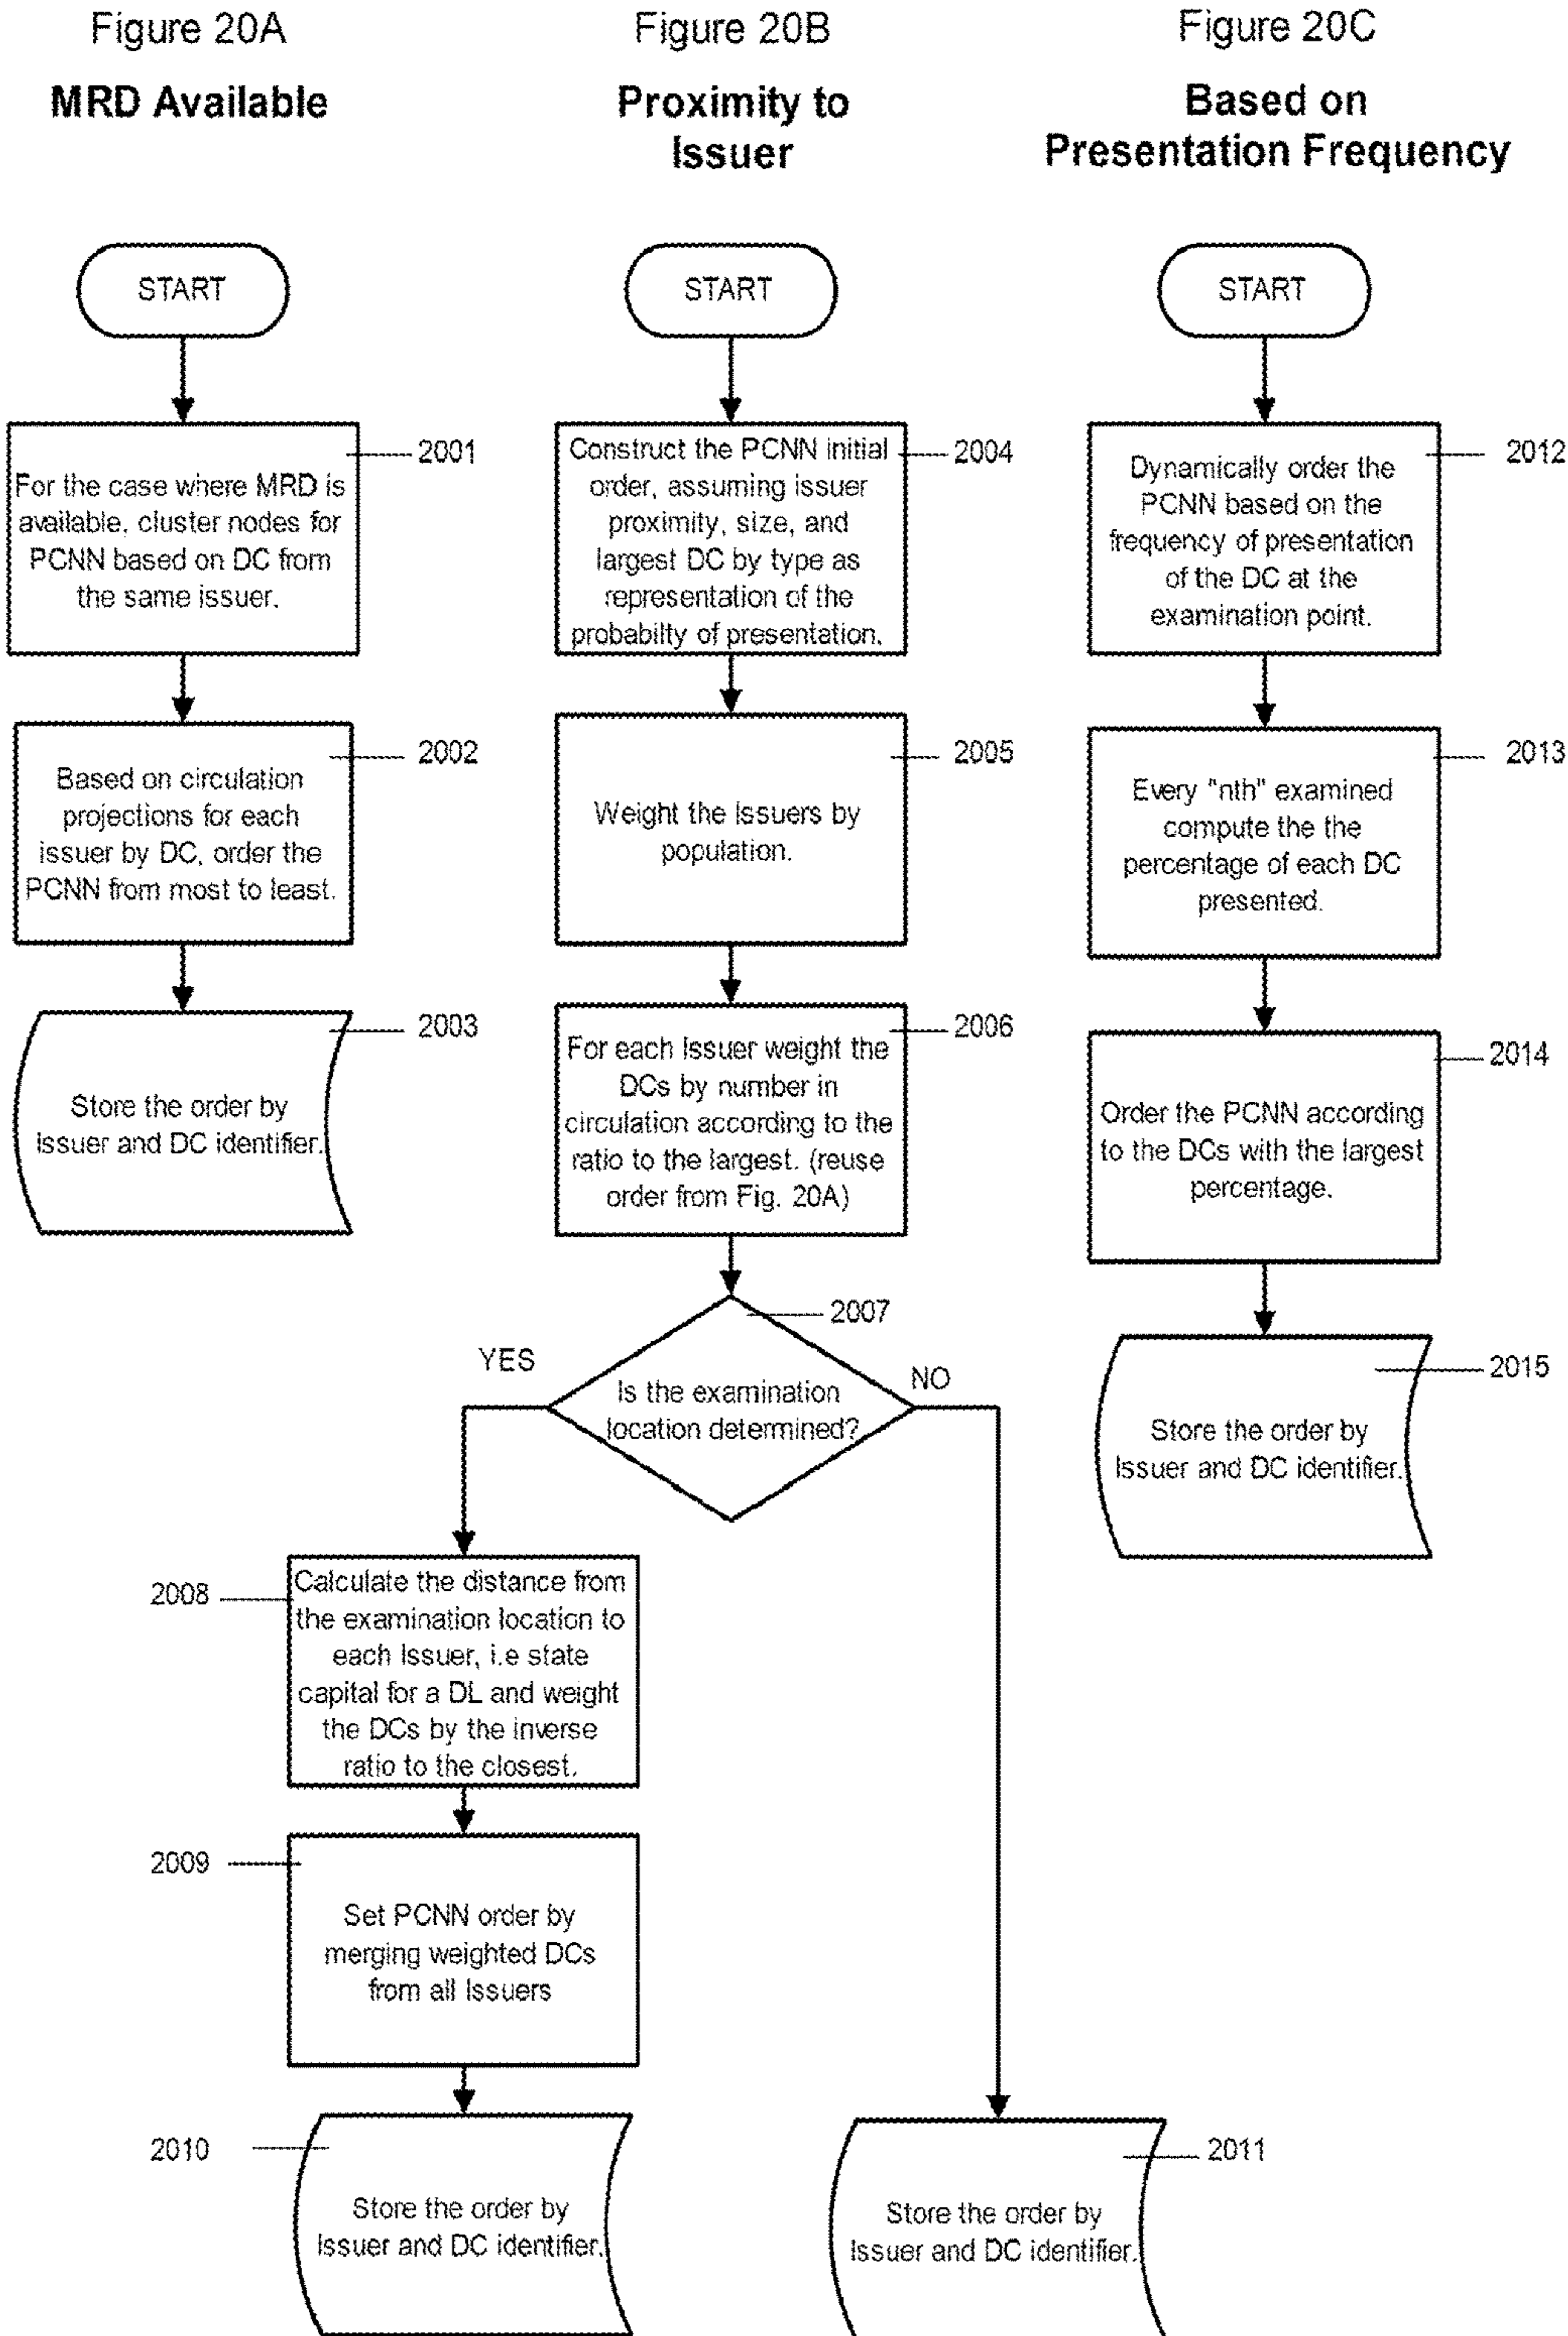 Figure 20A
MRD Available
START
2001
For the case where MRD is
available, cluster nodes for
PCNN based on DC from
the same issuer.
2002
Based on circulation
projections for each
issuer by DC, order the
PCNN from most to least.
2003
Store the order by
Issuer and DC identifier.
Figure 20B
Proximity to
Issuer
START
2004
Construct the PCNN initial
order, assuming issuer
proximity, size, and
largest DC by type as
representation of the
probabilty of presentation.
2005
Weight the Issuers by
population.
2006
For each Issuer weight the
DCs by number in
circulation according to the
ratio to the largest. (reuse
order from Fig. 20A)
2007
Is the examination
location determined?
YES
NO
2008
Calculate the distance from
the examination location to
each Issuer, i.e state
capital for a DL and weight
the DCs by the inverse
ratio to the closest.
2009
Set PCNN order by
merging weighted DCs
from all Issuers
2010
Store the order by
Issuer and DC identifier.
2011
Store the order by
Issuer and DC identifier.
Figure 20C
Based on
Presentation Frequency
START
2012
Dynamically order the
PCNN based on the
frequency of presentation
of the DC at the
examination point.
2013
Every "nth" examined
compute the the
percentage of each DC
presented.
2014
Order the PCNN according
to the DCs with the largest
percentage.
2015
Store the order by
Issuer and DC identifier.